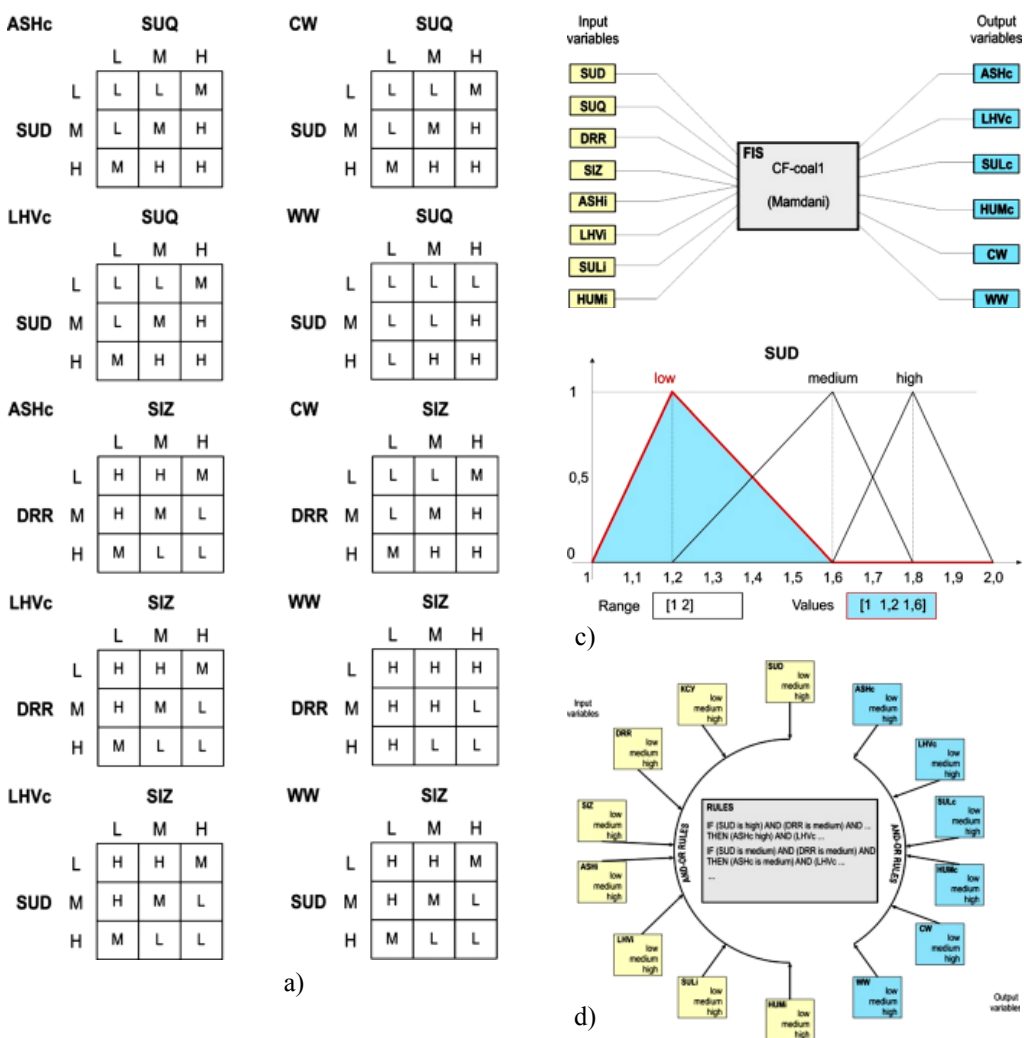 ASHc SUQ
L M H
L L L M
SUD M L M H
H M H H
CW SUQ
L M H
L L L M
SUD M L M H
H M H H
LHVc SUQ
L M H
L L L M
SUD M L M H
H M H H
WW SUQ
L M H
L L L L
SUD M L L H
H L H H
ASHc SIZ
L M H
L H H M
DRR M H M L
H M L L
CW SIZ
L M H
L L L M
DRR M L M H
H M H H
LHVc SIZ
L M H
L H H M
DRR M H M L
H M L L
WW SIZ
L M H
L H H H
DRR M H H L
H H L L
LHVc SIZ
L M H
L H H M
SUD M H M L
H M L L
WW SIZ
L M H
L H H M
SUD M H M L
H M L L
a)
Input
variables
SUD
SUQ
DRR
SIZ
ASHi
LHVi
SULi
HUMi
FIS
CF-coal1
(Mamdani)
Output
variables
ASHc
LHVc
SULc
HUMc
CW
WW
SUD
low medium high
1
0,5
0
1 1,1 1,2 1,3 1,4 1,5 1,6 1,7 1,8 1,9 2,0
Range [1 2] Values [1 1,2 1,6]
c)
Input
variables
SUD
low
medium
high
KCY
low
medium
high
DRR
low
medium
high
SIZ
low
medium
high
ASHi
low
medium
high
LHVi
low
medium
high
SULi
low
medium
high
HUMi
low
medium
high
AND-OR RULES
RULES
IF (SUD is high) AND (DRR is medium) AND ...
THEN (ASHc high) AND (LHVc ...
IF (SUD is medium) AND (DRR is medium) AND
THEN (ASHc is medium) AND (LHVc ...
...
AND-OR RULES
ASHc
low
medium
high
LHVc
low
medium
high
SULc
low
medium
high
HUMc
low
medium
high
CW
low
medium
high
WW
low
medium
high
Output
variables
d)